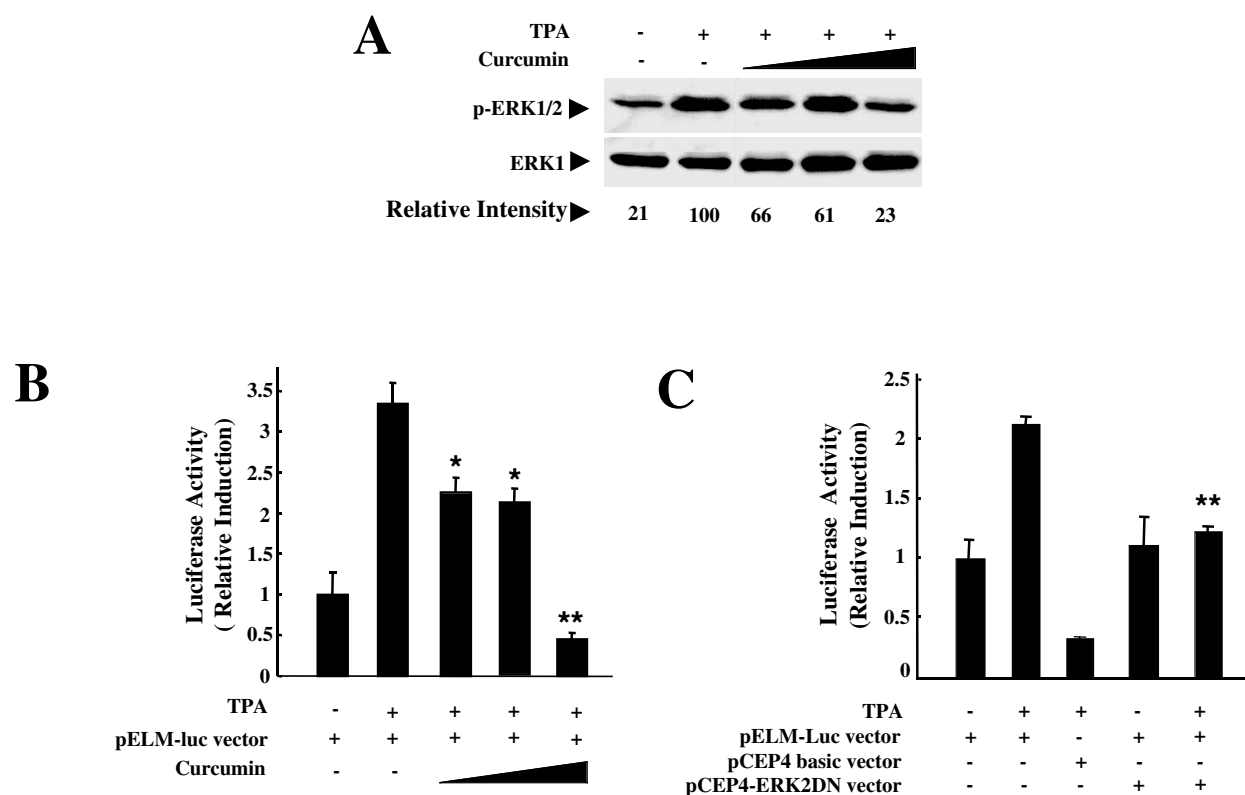 A
TPA - + + + +
Curcumin - -
p-ERK1/2
ERK1
Relative Intensity 21 100 66 61 23
B
Luciferase Activity
( Relative Induction)
3.5
3
2.5
2
1.5
1
0.5
0
* * **
TPA - + + + +
pELM-luc vector + + + + +
Curcumin - -
C
Luciferase Activity
(Relative Induction)
2.5
2
1.5
1
0.5
0
**
TPA - + + - +
pELM-Luc vector + + - + +
pCEP4 basic vector - - + - -
pCEP4-ERK2DN vector - - - + +